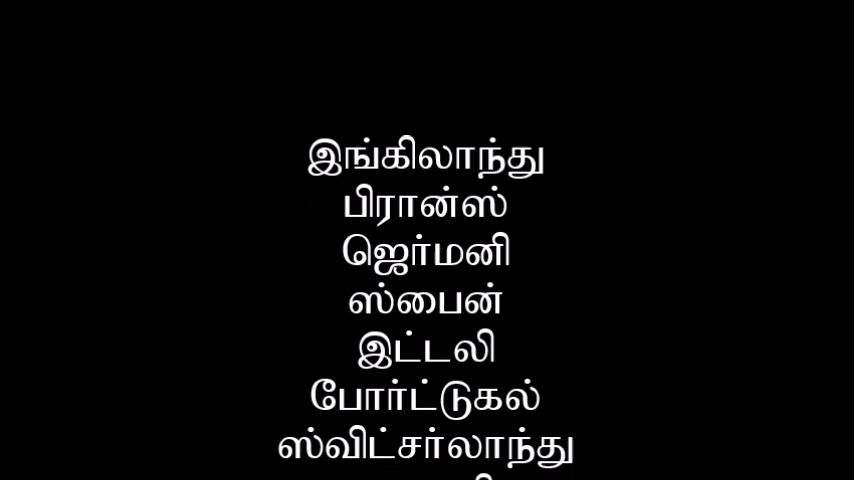 இங்கிலாந்து
பிரான்ஸ்
ஜெர்மனி
ஸ்பைன்
இட்டலி
போர்ட்டுகல்
ஸ்விட்சர்லாந்து